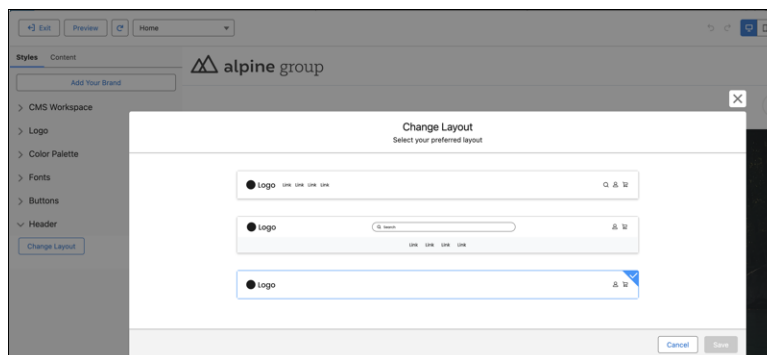 Exit Preview Home
Styles Content
alpine group
Add Your Brand
CMS Workspace
Logo
Color Palette
Fonts
Buttons
Header
Change Layout
Change Layout
Select your preferred layout
Logo Link Link Link Link
Logo Search
Link Link Link Link
Logo
Cancel Save